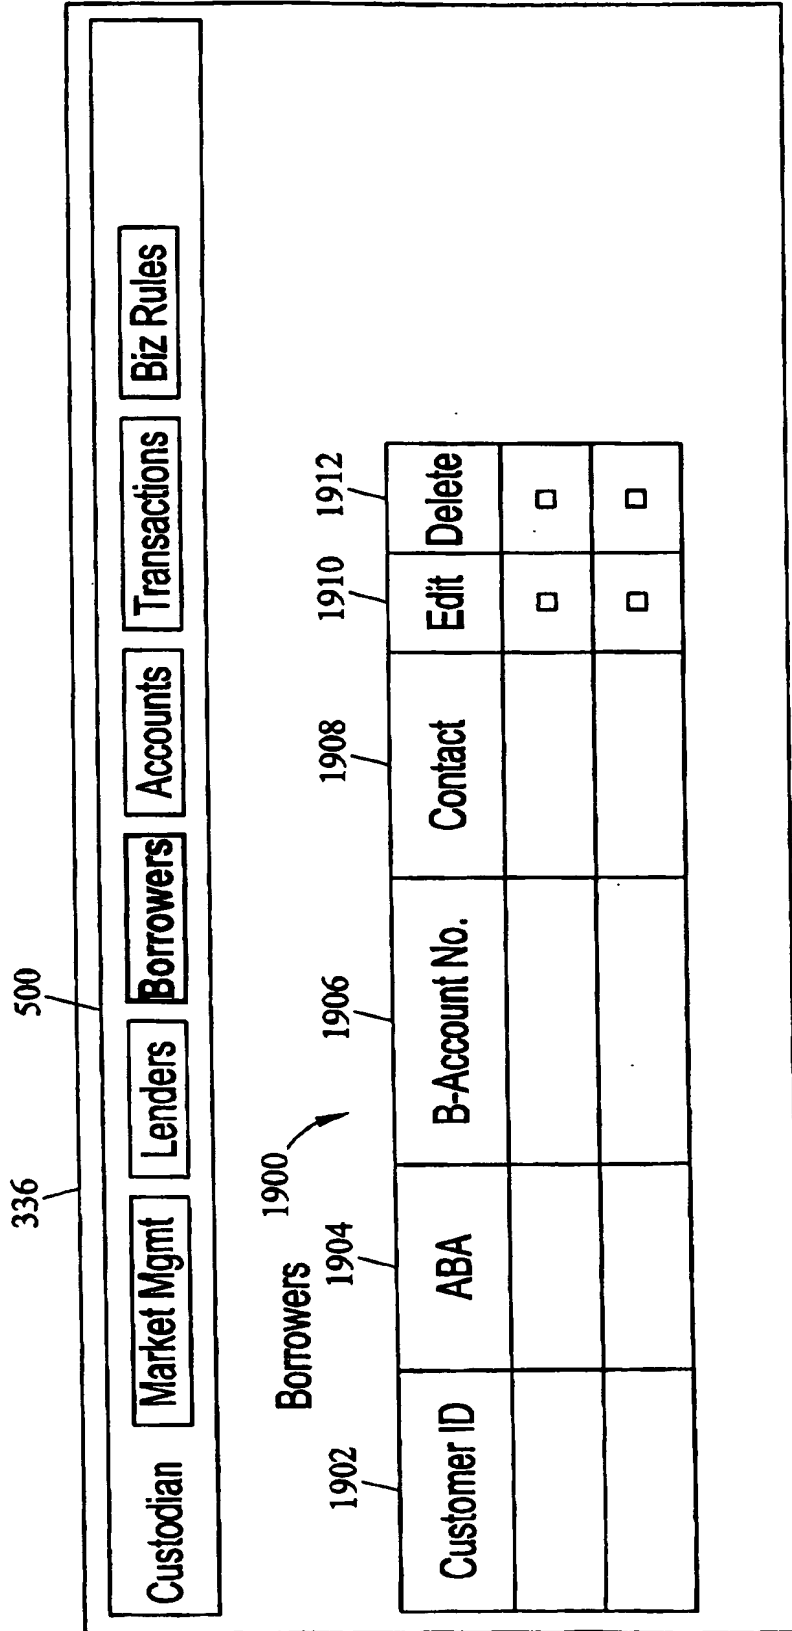 336
500
Custodian Market Mgmt Lenders Borrowers Accounts Transactions Biz Rules
Borrowers
1900
1902 1904 1906 1908 1910 1912
Customer ID ABA B-Account No. Contact Edit Delete